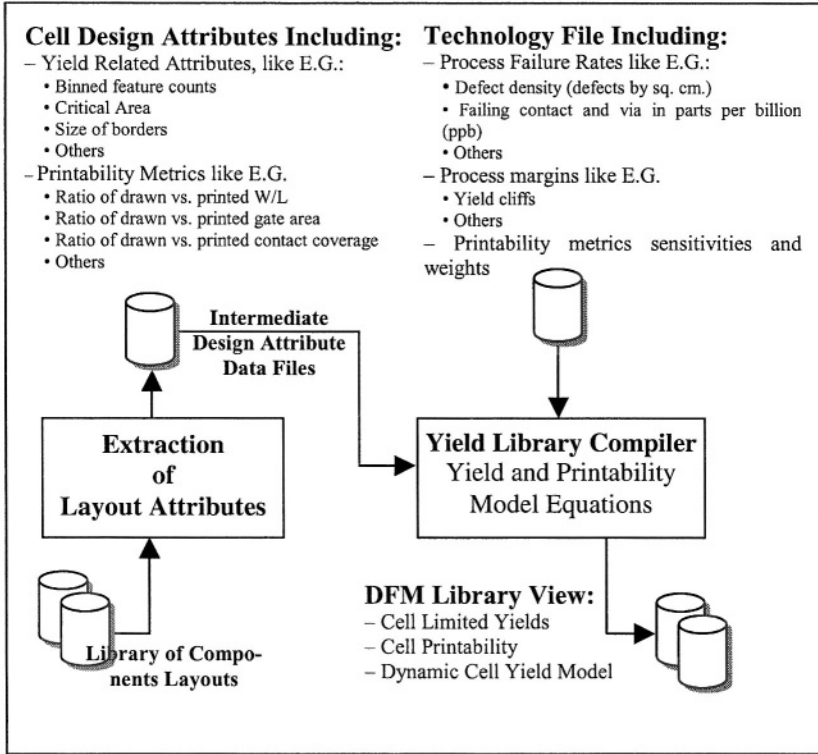 Cell Design Attributes Including:
– Yield Related Attributes, like E.G.:
• Binned feature counts
• Critical Area
• Size of borders
• Others
– Printability Metrics like E.G.
• Ratio of drawn vs. printed W/L
• Ratio of drawn vs. printed gate area
• Ratio of drawn vs. printed contact coverage
• Others
Technology File Including:
– Process Failure Rates like E.G.:
• Defect density (defects by sq. cm.)
• Failing contact and via in parts per billion
(ppb)
• Others
– Process margins like E.G.
• Yield cliffs
• Others
– Printability metrics sensitivities and
weights
Intermediate
Design Attribute
Data Files
Extraction
of
Layout Attributes
Yield Library Compiler
Yield and Printability
Model Equations
Library of Compo-
nents Layouts
DFM Library View:
– Cell Limited Yields
– Cell Printability
– Dynamic Cell Yield Model